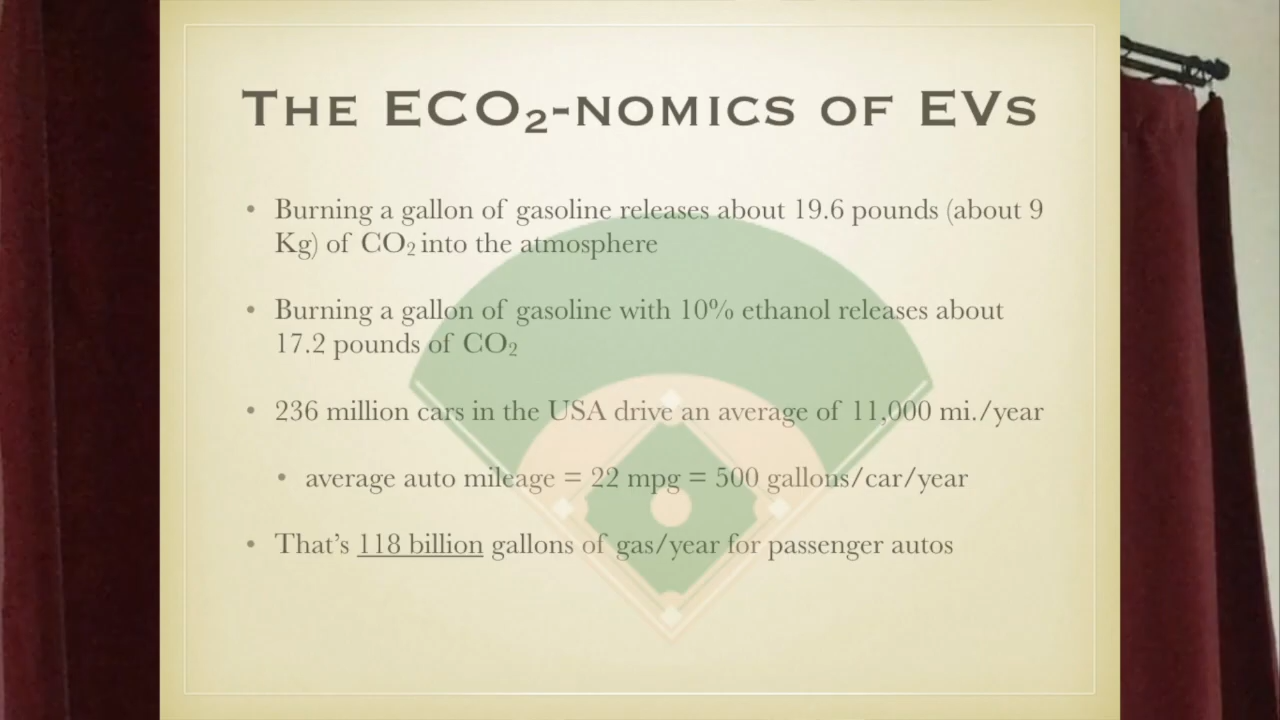 The ECO₂-nomics of EVs
• Burning a gallon of gasoline releases about 19.6 pounds (about 9
Kg) of CO₂ into the atmosphere
• Burning a gallon of gasoline with 10% ethanol releases about
17.2 pounds of CO₂
• 236 million cars in the USA drive an average of 11,000 mi./year
• average auto mileage = 22 mpg = 500 gallons/car/year
• That’s 118 billion gallons of gas/year for passenger autos